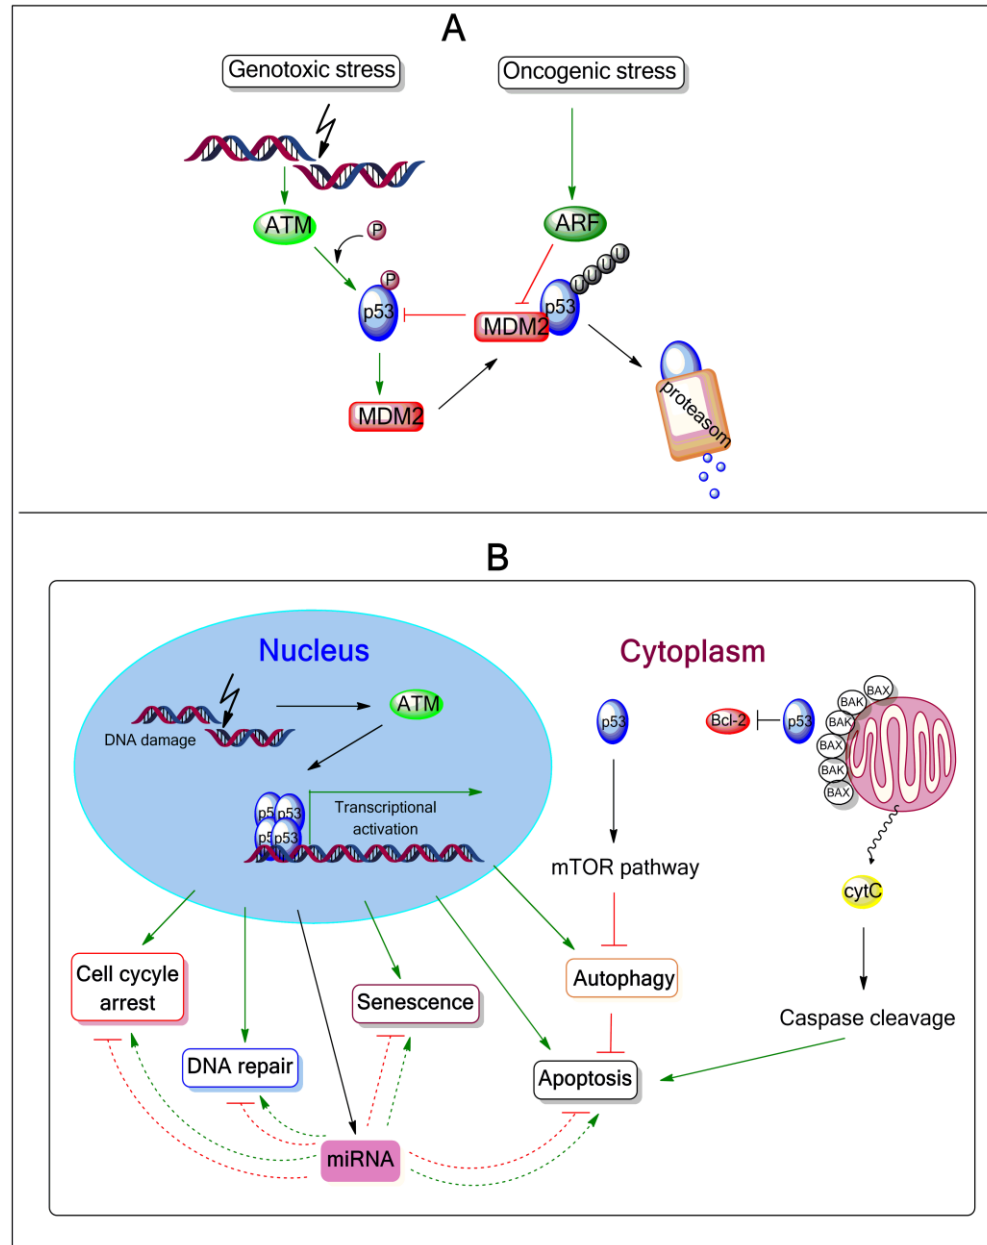 A
Genotoxic stress
Oncogenic stress
ATM
P
P
p53
ARF
U U U U
MDM2
p53
MDM2
proteasom
B
Nucleus
Cytoplasm
DNA damage
ATM
p5
p53
p5
p53
Transcriptional
activation
p53
Bcl-2
p53
BAX
BAK
BAK
BAX
BAK
BAX
mTOR pathway
cytC
Cell cycyle
arrest
Senescence
Autophagy
Caspase cleavage
DNA repair
Apoptosis
miRNA